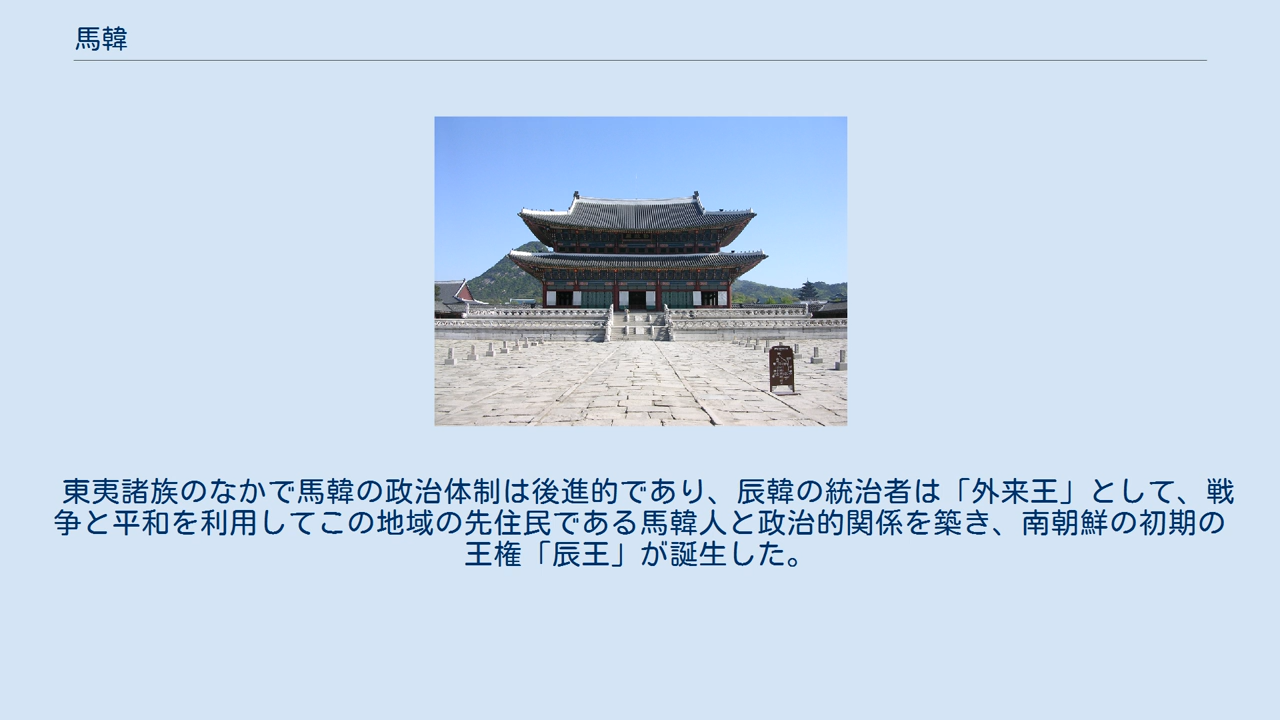 馬韓
東夷諸族のなかで馬韓の政治体制は後進的であり、辰韓の統治者は「外来王」として、戦
争と平和を利用してこの地域の先住民である馬韓人と政治的関係を築き、南朝鮮の初期の
王権「辰王」が誕生した。